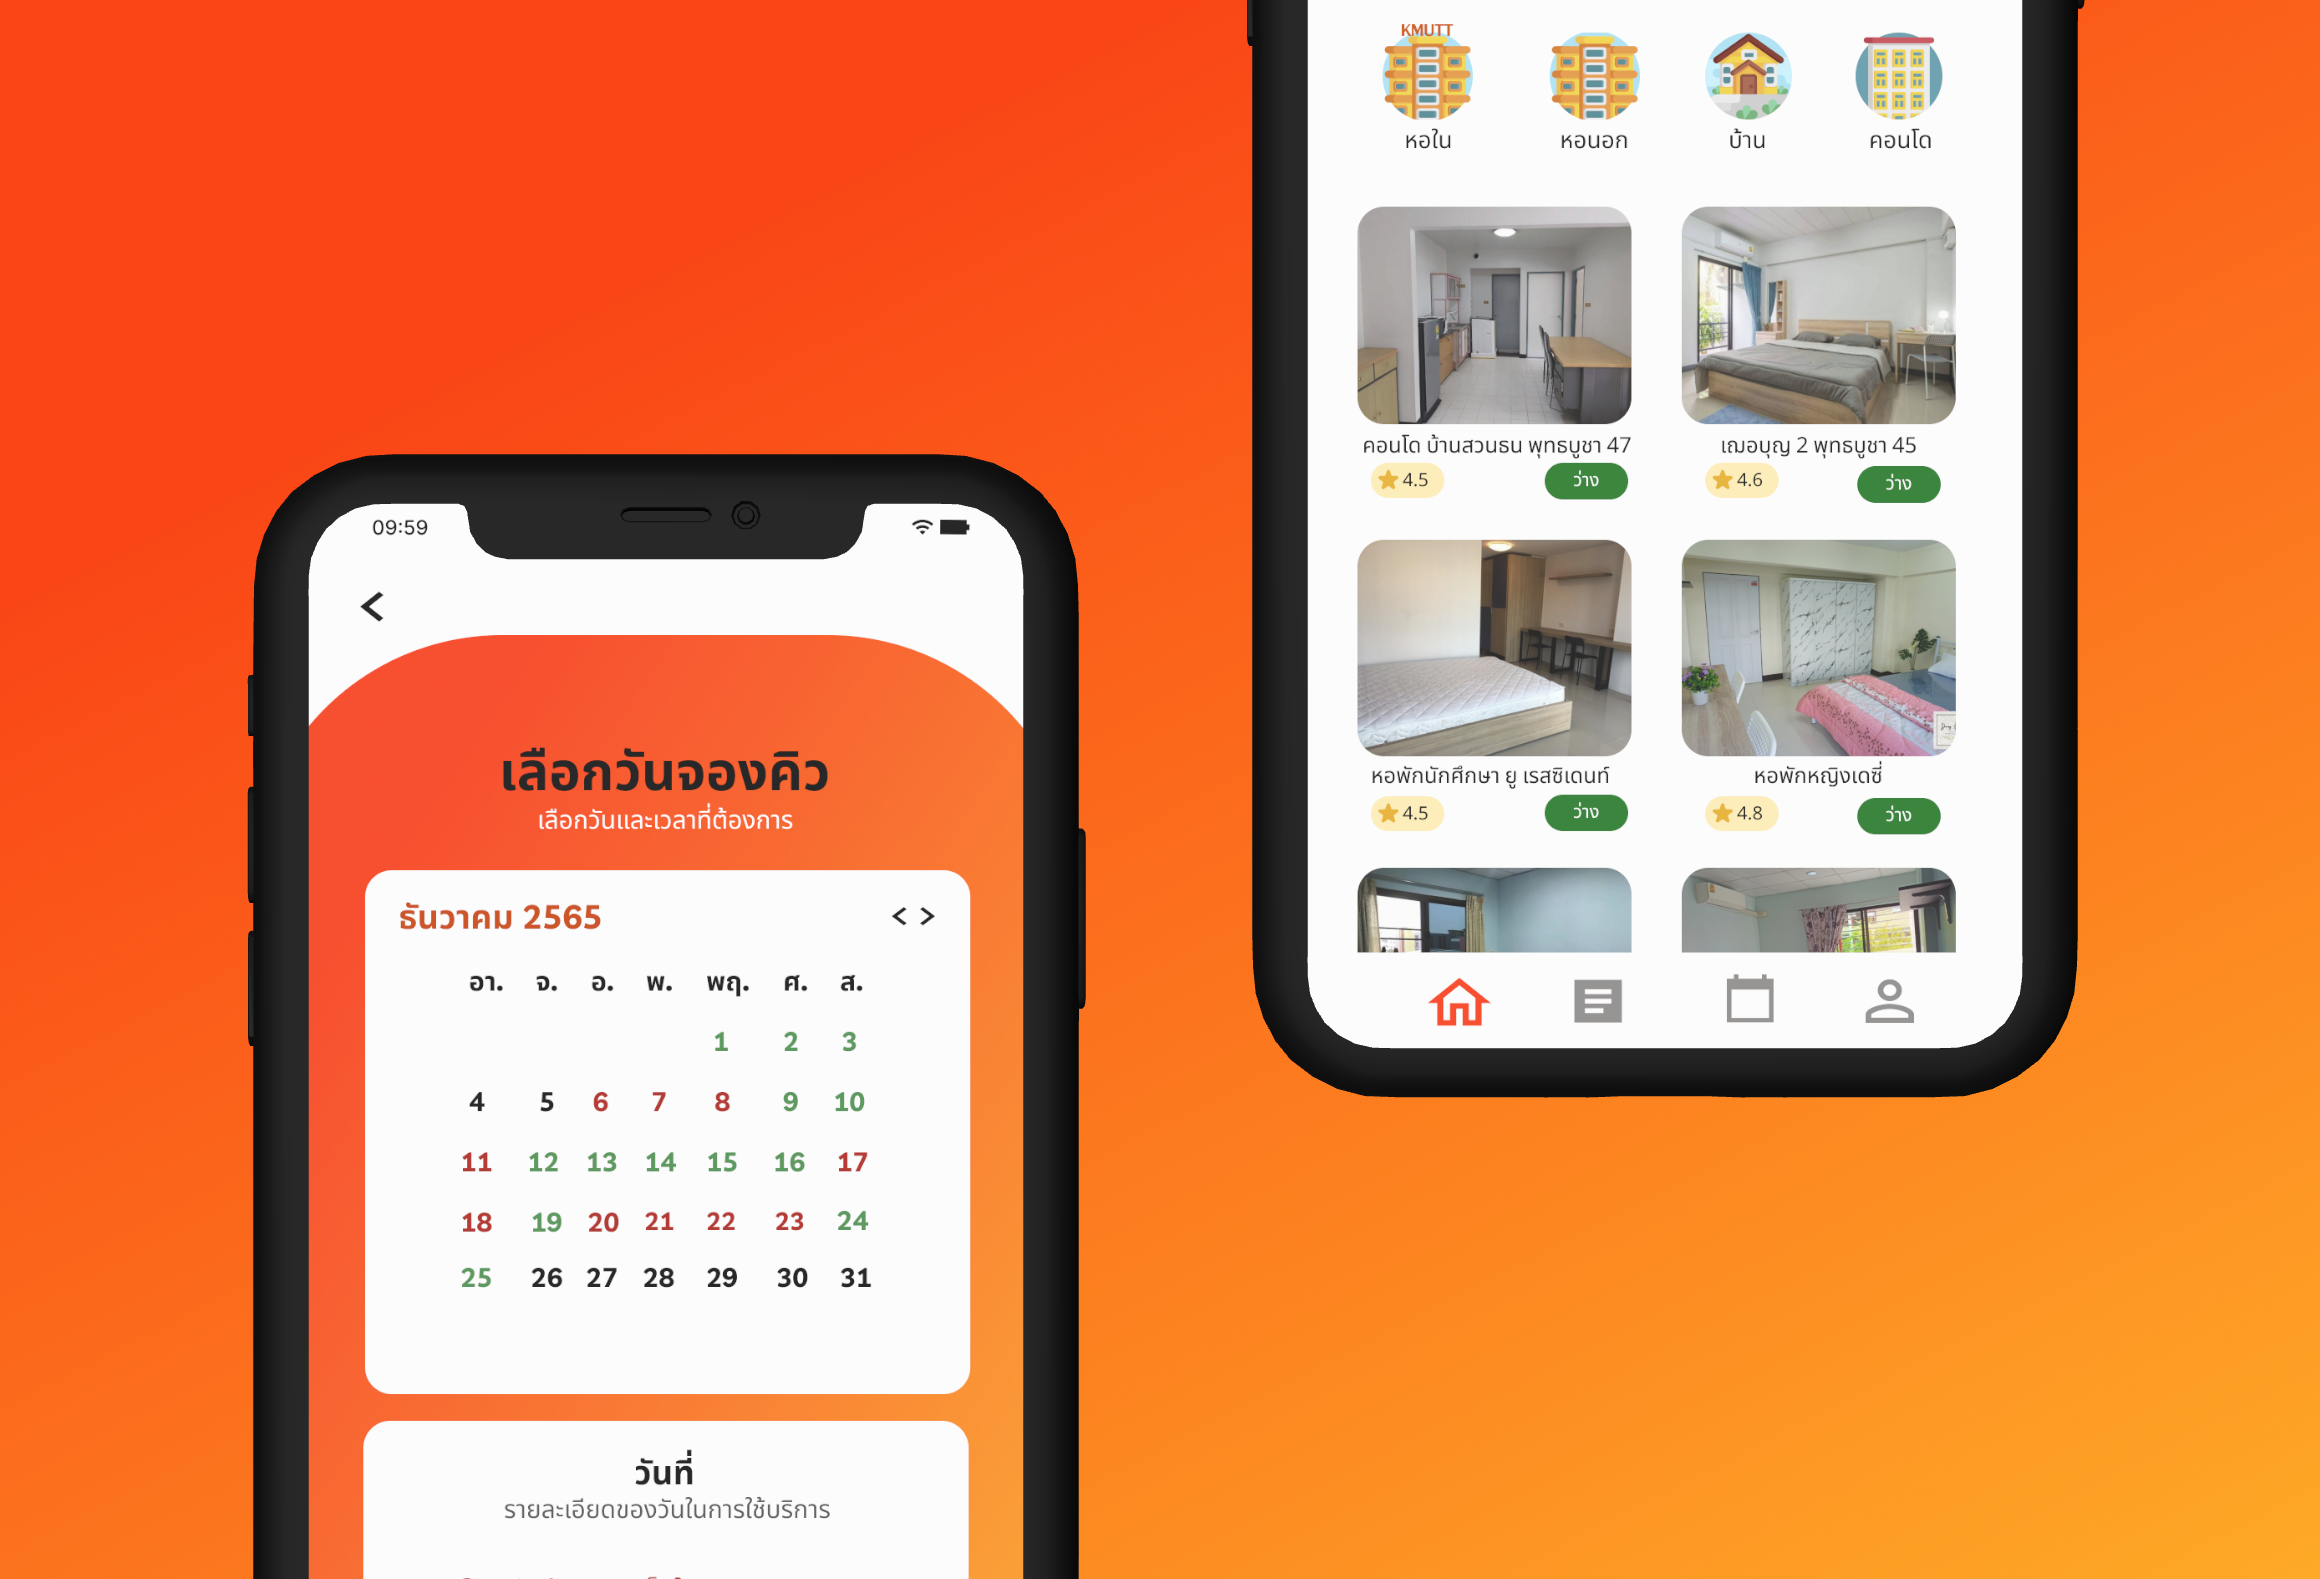 KMUTT
หอใน
หอนอก
บ้าน
คอนโด
คอนโด บ้านสวนธน พุทธบูชา 47
เฌอบุญ 2 พุทธบูชา 45
4.5
ว่าง
4.6
ว่าง
หอพักนักศึกษา ยู เรสซิเดนท์
หอพักหญิงเดซี่
4.5
ว่าง
4.8
ว่าง
09:59
เลือกวันจองคิว
เลือกวันและเวลาที่ต้องการ
ธันวาคม 2565
< >
อา. จ. อ. พ. พฤ. ศ. ส.
1 2 3
4 5 6 7 8 9 10
11 12 13 14 15 16 17
18 19 20 21 22 23 24
25 26 27 28 29 30 31
วันที่
รายละเอียดของวันในการใช้บริการ